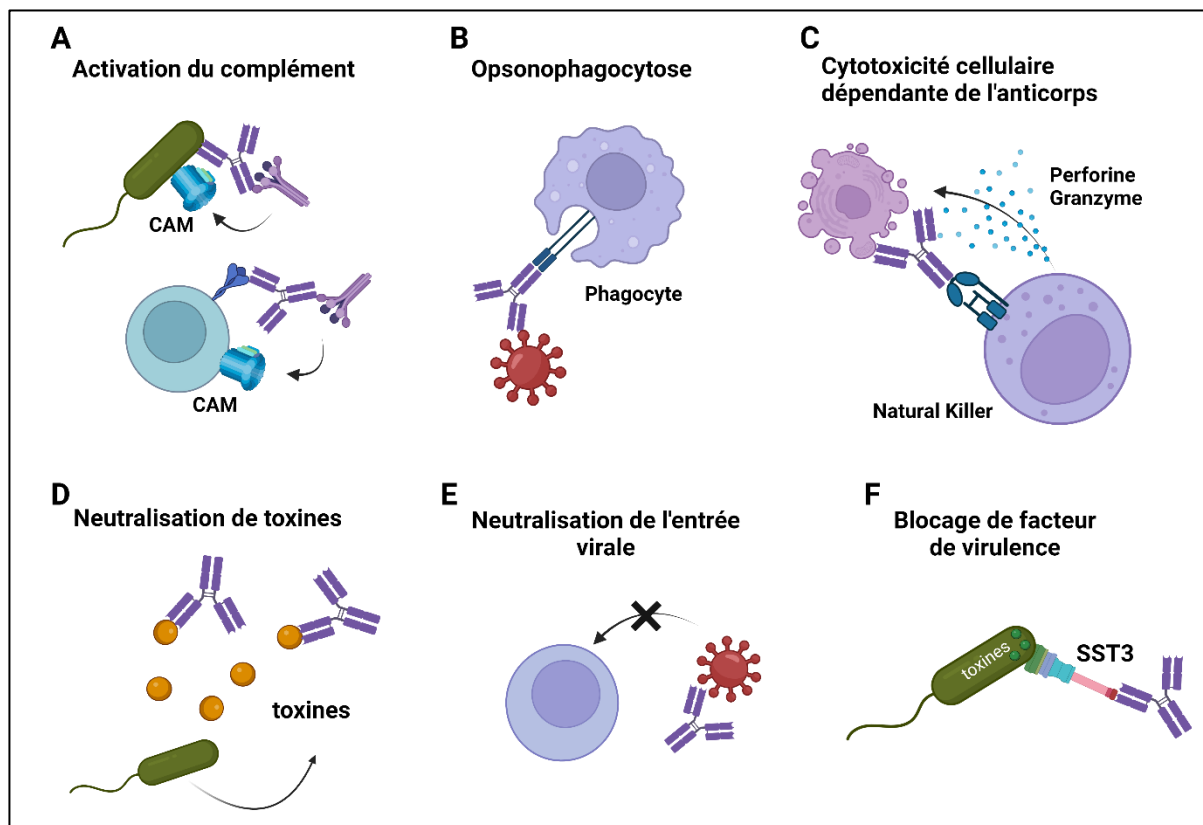 A
Activation du complément
CAM
CAM
B
Opsonophagocytose
Phagocyte
C
Cytotoxicité cellulaire
dépendante de l'anticorps
Perforine
Granzyme
Natural Killer
D
Neutralisation de toxines
toxines
E
Neutralisation de l'entrée
virale
F
Blocage de facteur
de virulence
toxines
SST3